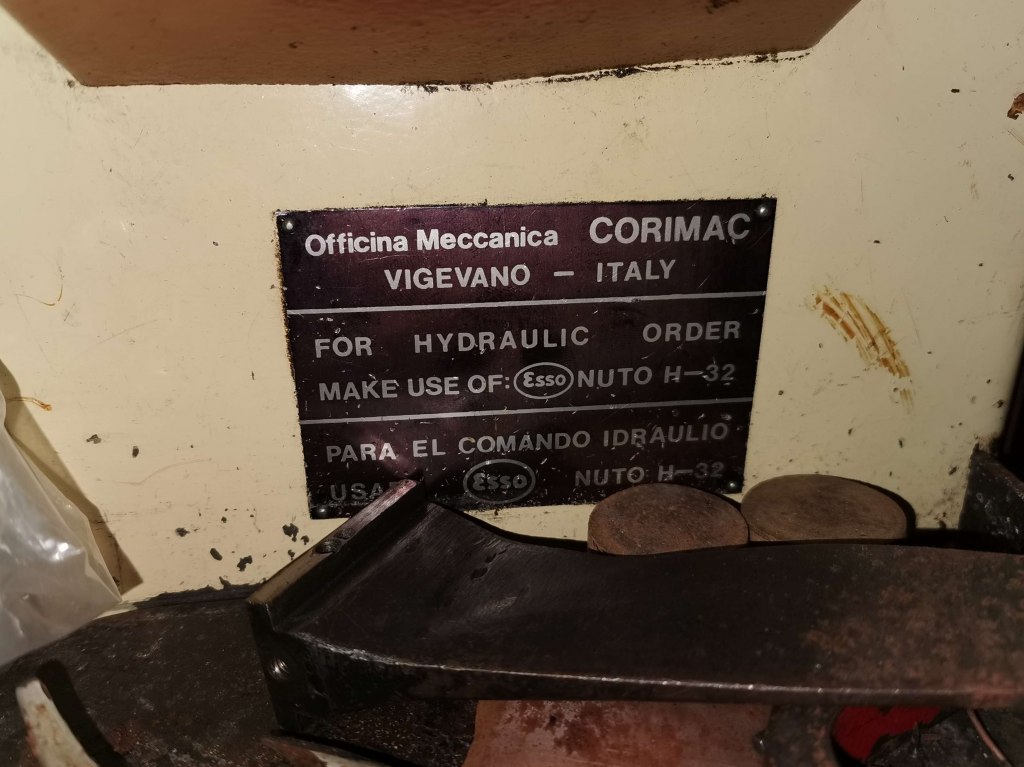 Officina Meccanica CORIMAC
VIGEVANO – ITALY
FOR HYDRAULIC ORDER
MAKE USE OF: Esso NUTO H–32
PARA EL COMANDO IDRAULIO
Esso NUTO H–32